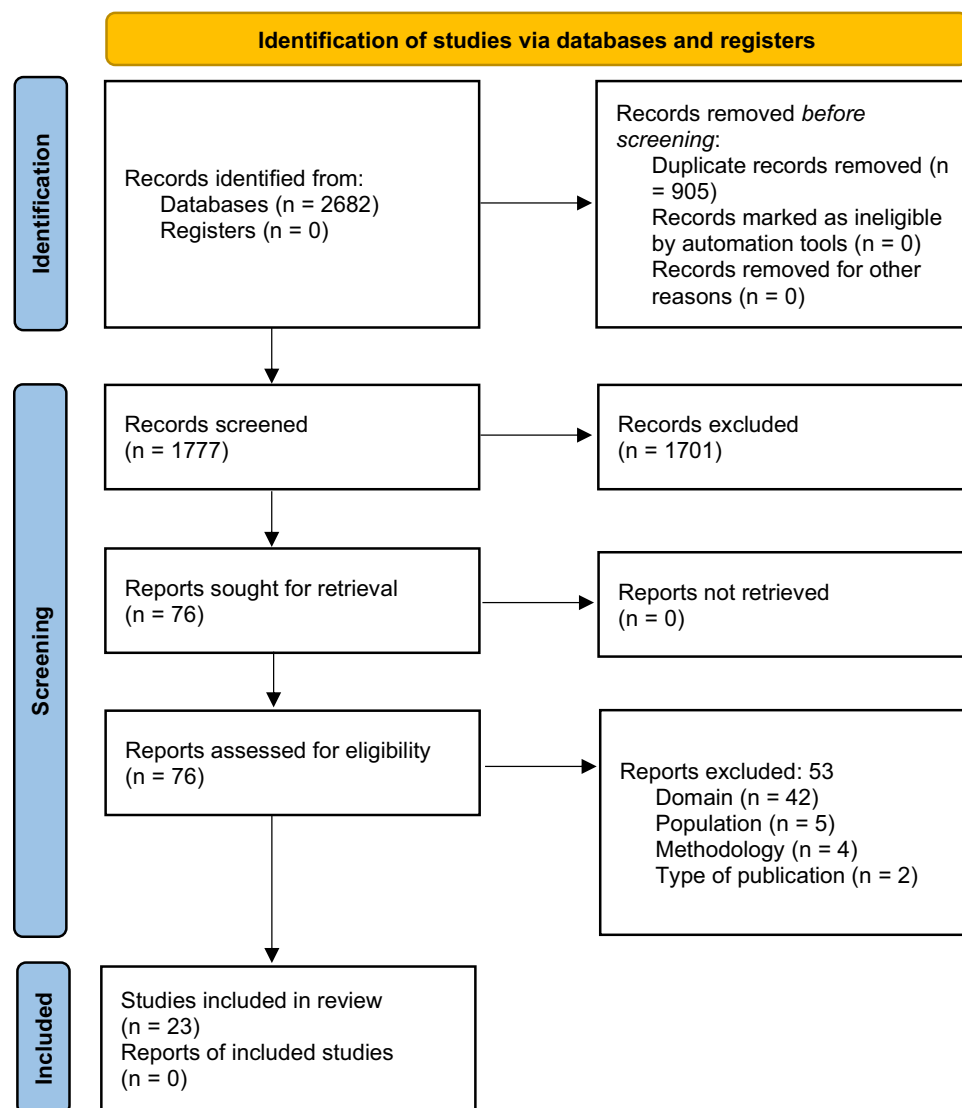 Identification of studies via databases and registers
Identification
Records identified from:
Databases (n = 2682)
Registers (n = 0)
Records removed before
screening:
Duplicate records removed (n
= 905)
Records marked as ineligible
by automation tools (n = 0)
Records removed for other
reasons (n = 0)
Screening
Records screened
(n = 1777)
Records excluded
(n = 1701)
Reports sought for retrieval
(n = 76)
Reports not retrieved
(n = 0)
Reports assessed for eligibility
(n = 76)
Reports excluded: 53
Domain (n = 42)
Population (n = 5)
Methodology (n = 4)
Type of publication (n = 2)
Included
Studies included in review
(n = 23)
Reports of included studies
(n = 0)